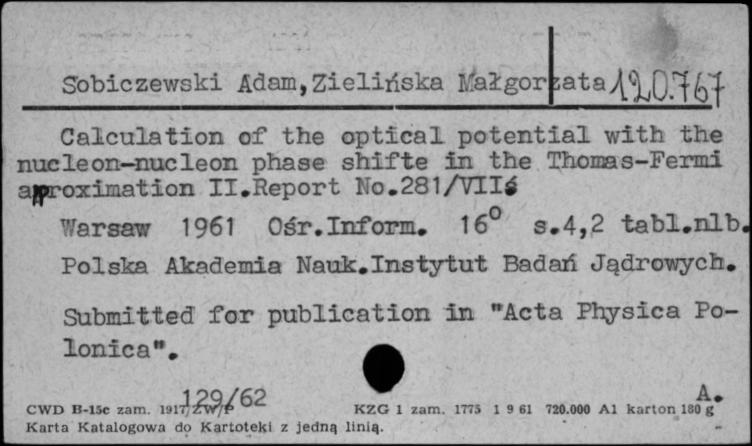 Sobiczewski Adam,Zielińska Małgorzata 120.767
Calculation of the optical potential with the
nucleon-nucleon phase shifte in the Thomas-Fermi
approximation II.Report No.281/VII
Warsaw 1961 Ośr.Inform. 16° s.4,2 tabl.nlb.
Polska Akademia Nauk.Instytut Badań Jądrowych.
Submitted for publication in "Acta Physica Po-
lonica".
129/62
A.
CWD B-15c zam. 1917/ZW/P KZG 1 zam. 1775 1 9 61 720.000 A1 karton 180 g
Karta Katalogowa do Kartoteki z jedną linią.